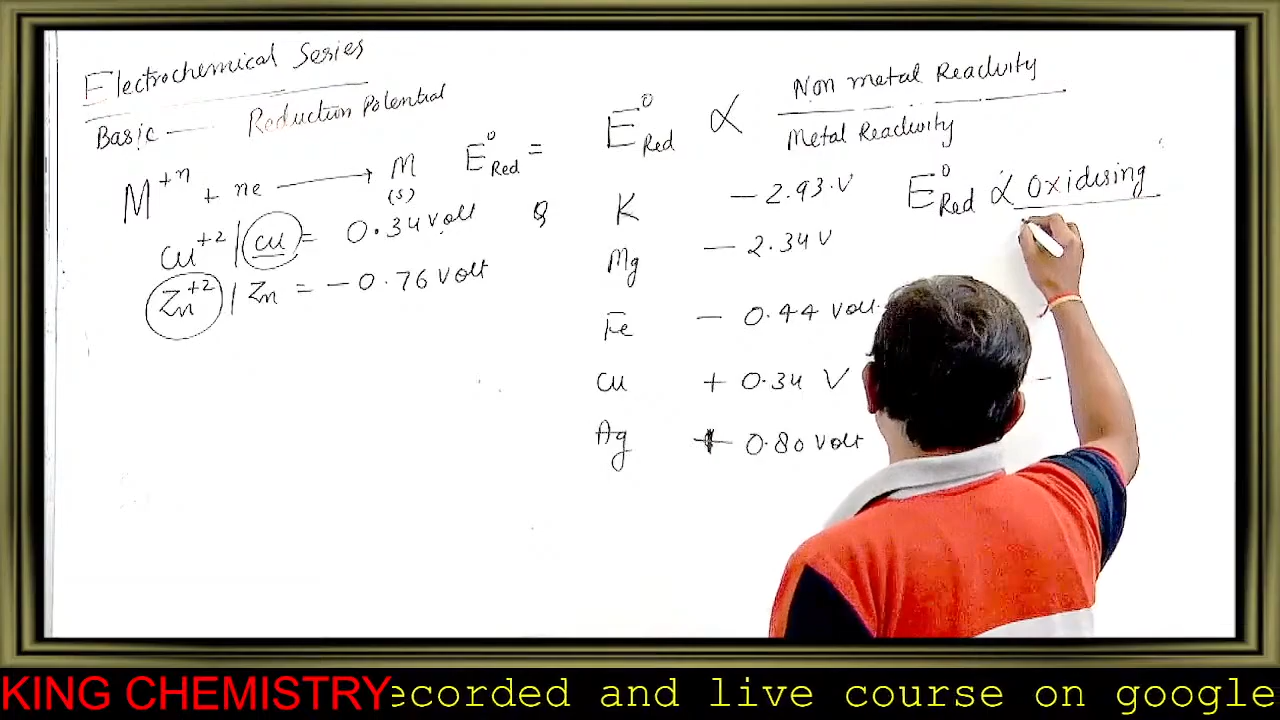 Electrochemical Series
Basic — Reduction Potential
M+n + ne → M (s) E°Red =
Cu+2 | Cu = 0.34 volt
Zn+2 | Zn = - 0.76 volt
E°Red ∝ Non metal Reactivity / Metal Reactivity
K - 2.93 V
Mg - 2.34 V
Fe - 0.44 volt
Cu + 0.34 V
Ag + 0.80 volt
E°Red ∝ Oxidising
KING CHEMISTRY ecorded and live course on google